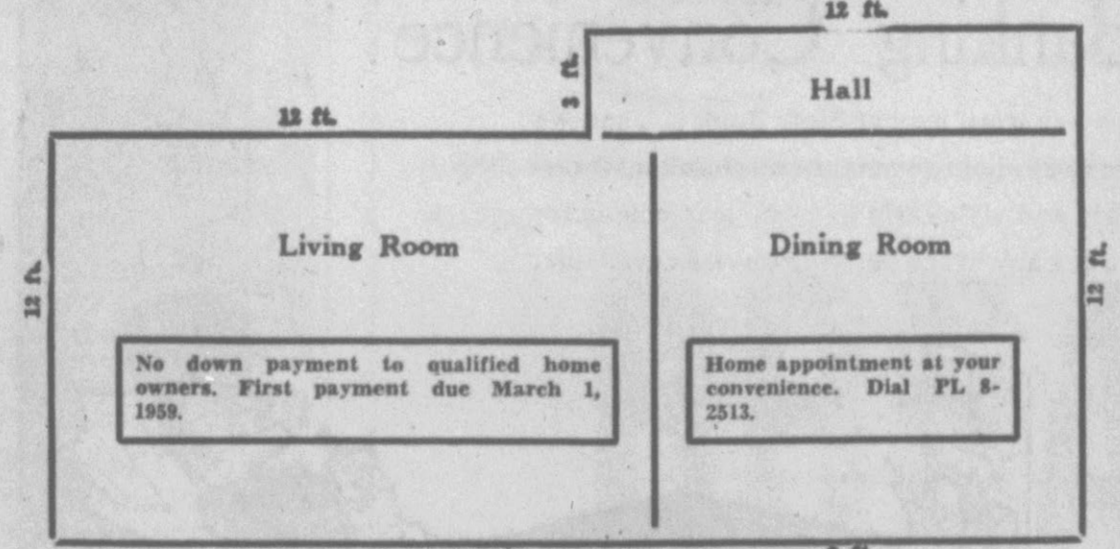 12 ft.
3 ft.
Hall
12 ft.
Living Room
Dining Room
12 ft.
12 ft.
No down payment to qualified home
owners. First payment due March 1,
1959.
Home appointment at your
convenience. Dial PL 8-
2513.